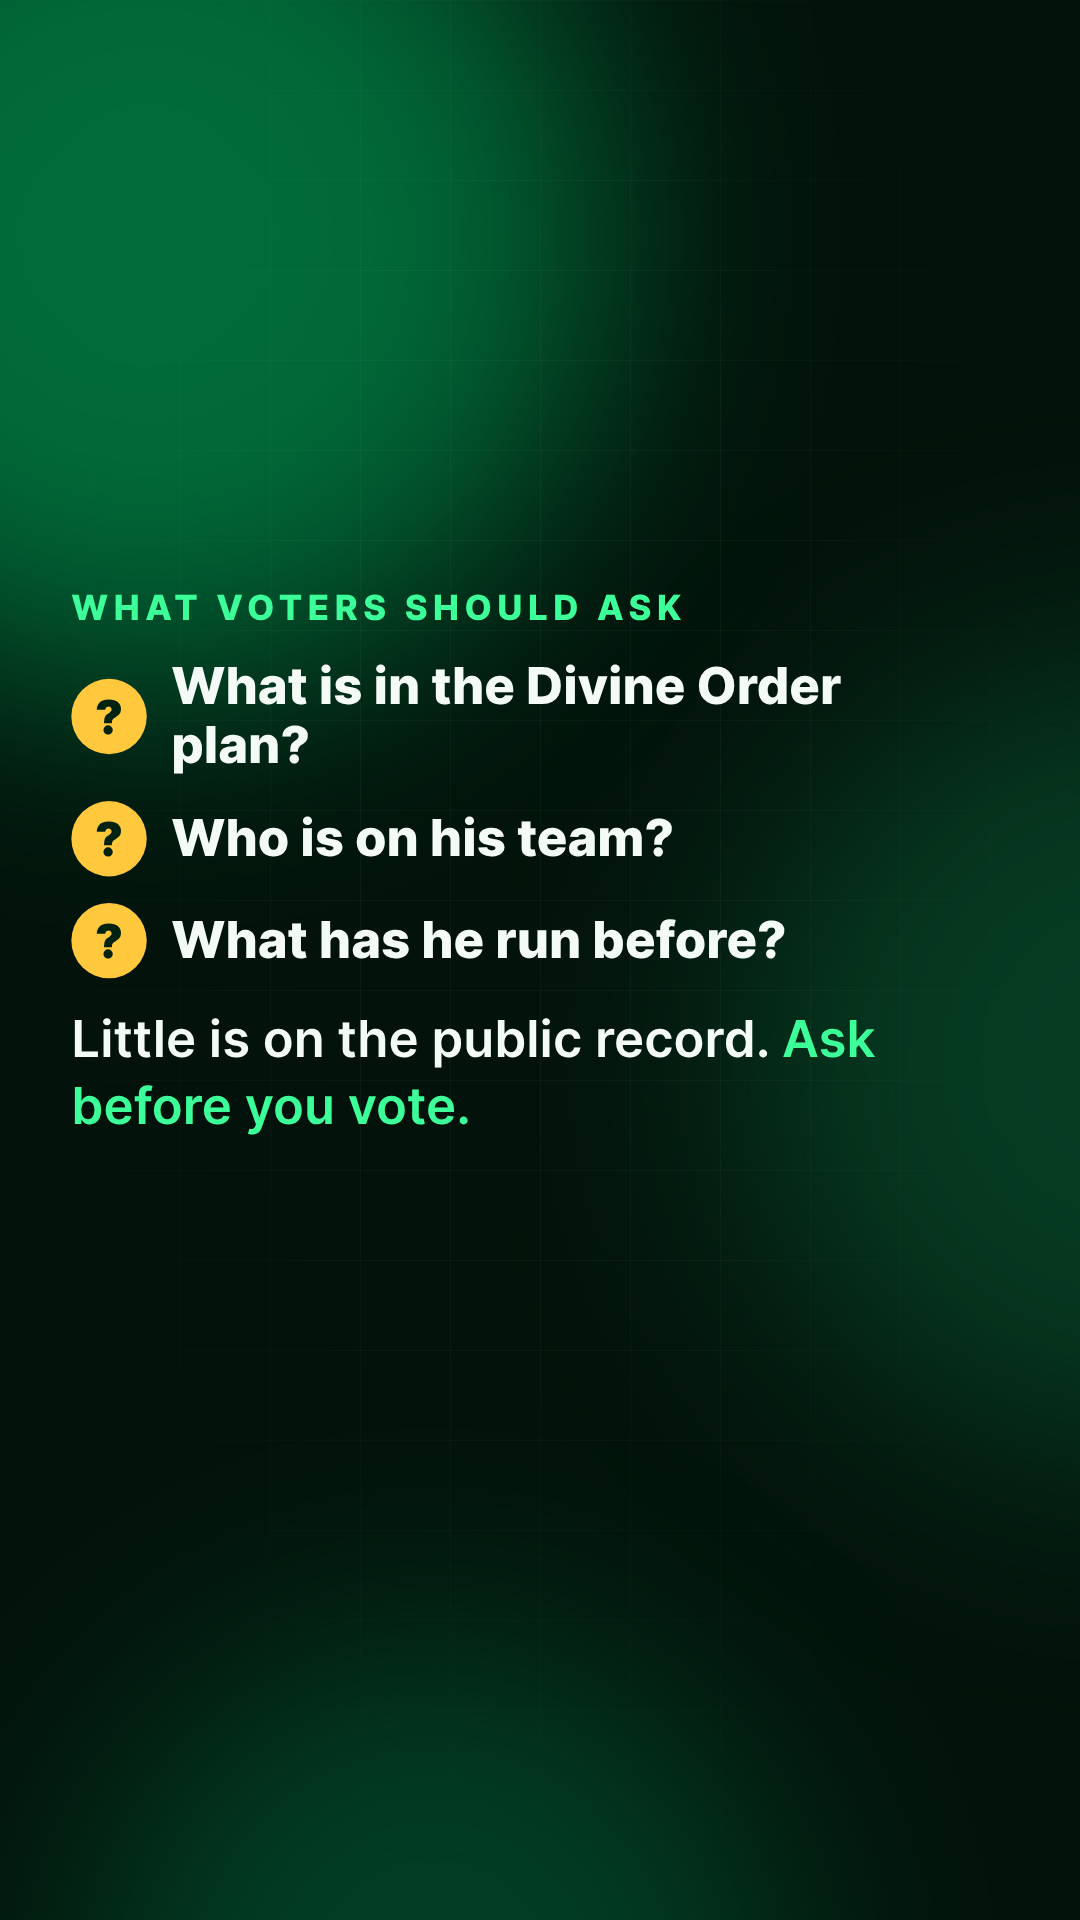 WHAT VOTERS SHOULD ASK
? What is in the Divine Order
plan?
? Who is on his team?
? What has he run before?
Little is on the public record. Ask
before you vote.